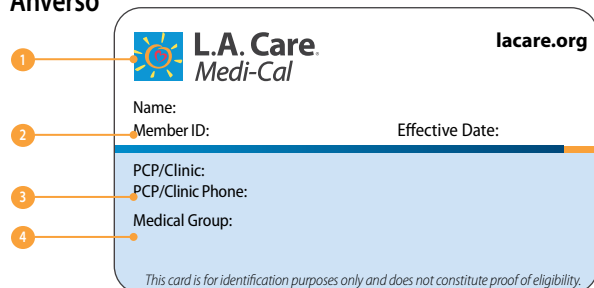 Anverso
L.A. Care® lacare.org
Medi-Cal
1
Name:
2
Member ID: Effective Date:
PCP/Clinic:
3
PCP/Clinic Phone:
Medical Group:
4
This card is for identification purposes only and does not constitute proof of eligibility.